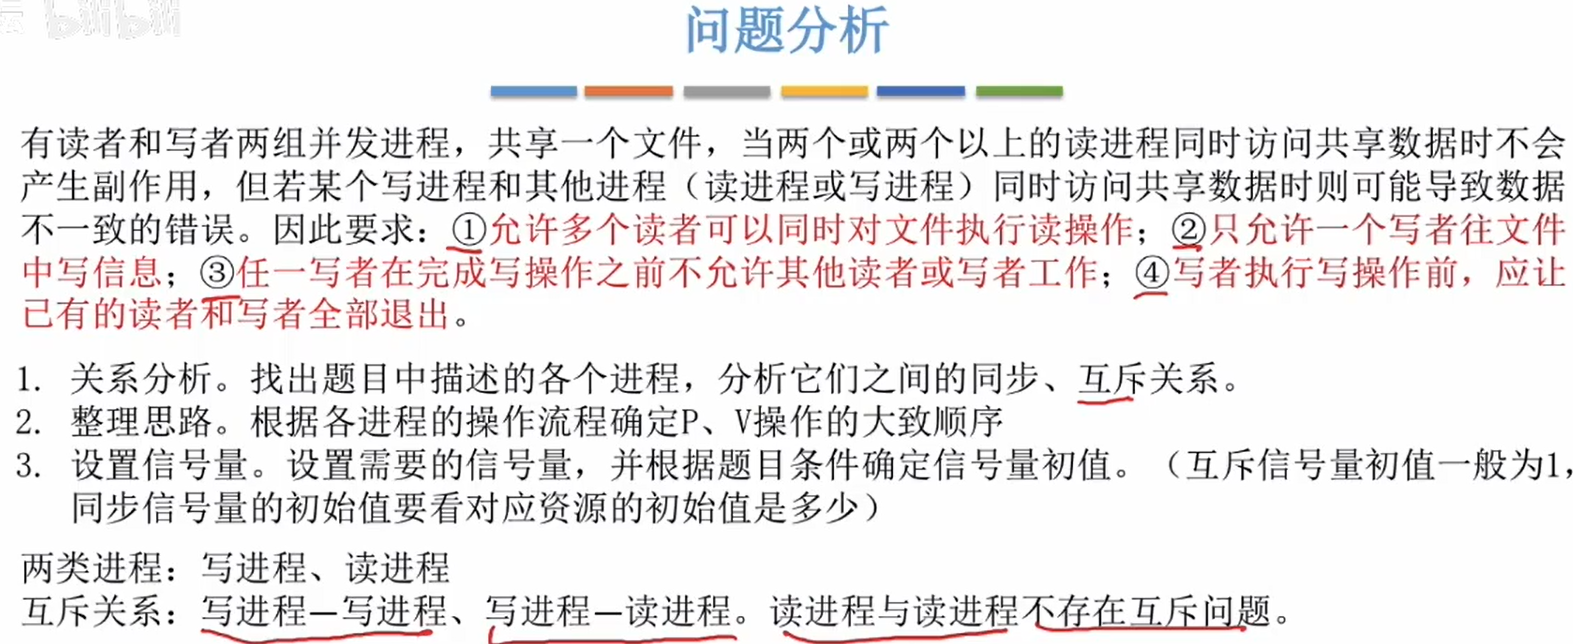 bilibili
问题分析
有读者和写者两组并发进程，共享一个文件，当两个或两个以上的读进程同时访问共享数据时不会
产生副作用，但若某个写进程和其他进程（读进程或写进程）同时访问共享数据时则可能导致数据
不一致的错误。因此要求：①允许多个读者可以同时对文件执行读操作；②只允许一个写者往文件
中写信息；③任一写者在完成写操作之前不允许其他读者或写者工作；④写者执行写操作前，应让
已有的读者和写者全部退出。
1. 关系分析。找出题目中描述的各个进程，分析它们之间的同步、互斥关系。
2. 整理思路。根据各进程的操作流程确定P、V操作的大致顺序
3. 设置信号量。设置需要的信号量，并根据题目条件确定信号量初值。（互斥信号量初值一般为1，
同步信号量的初始值要看对应资源的初始值是多少）
两类进程：写进程、读进程
互斥关系：写进程—写进程、写进程—读进程。读进程与读进程不存在互斥问题。